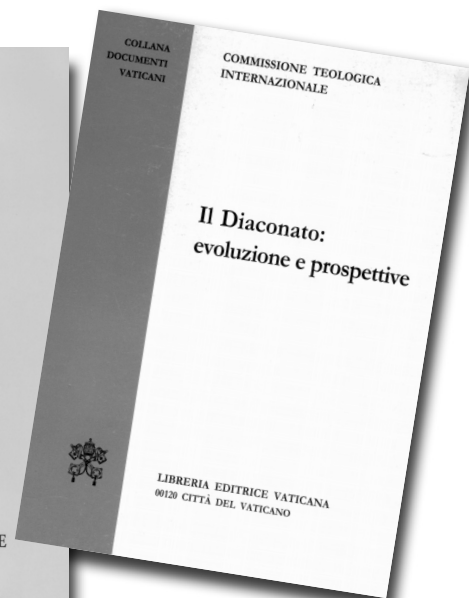 COLLANA
DOCUMENTI
VATICANI
COMMISSIONE TEOLOGICA
INTERNAZIONALE
Il Diaconato:
evoluzione e prospettive
LIBRERIA EDITRICE VATICANA
00120 CITTÀ DEL VATICANO
E